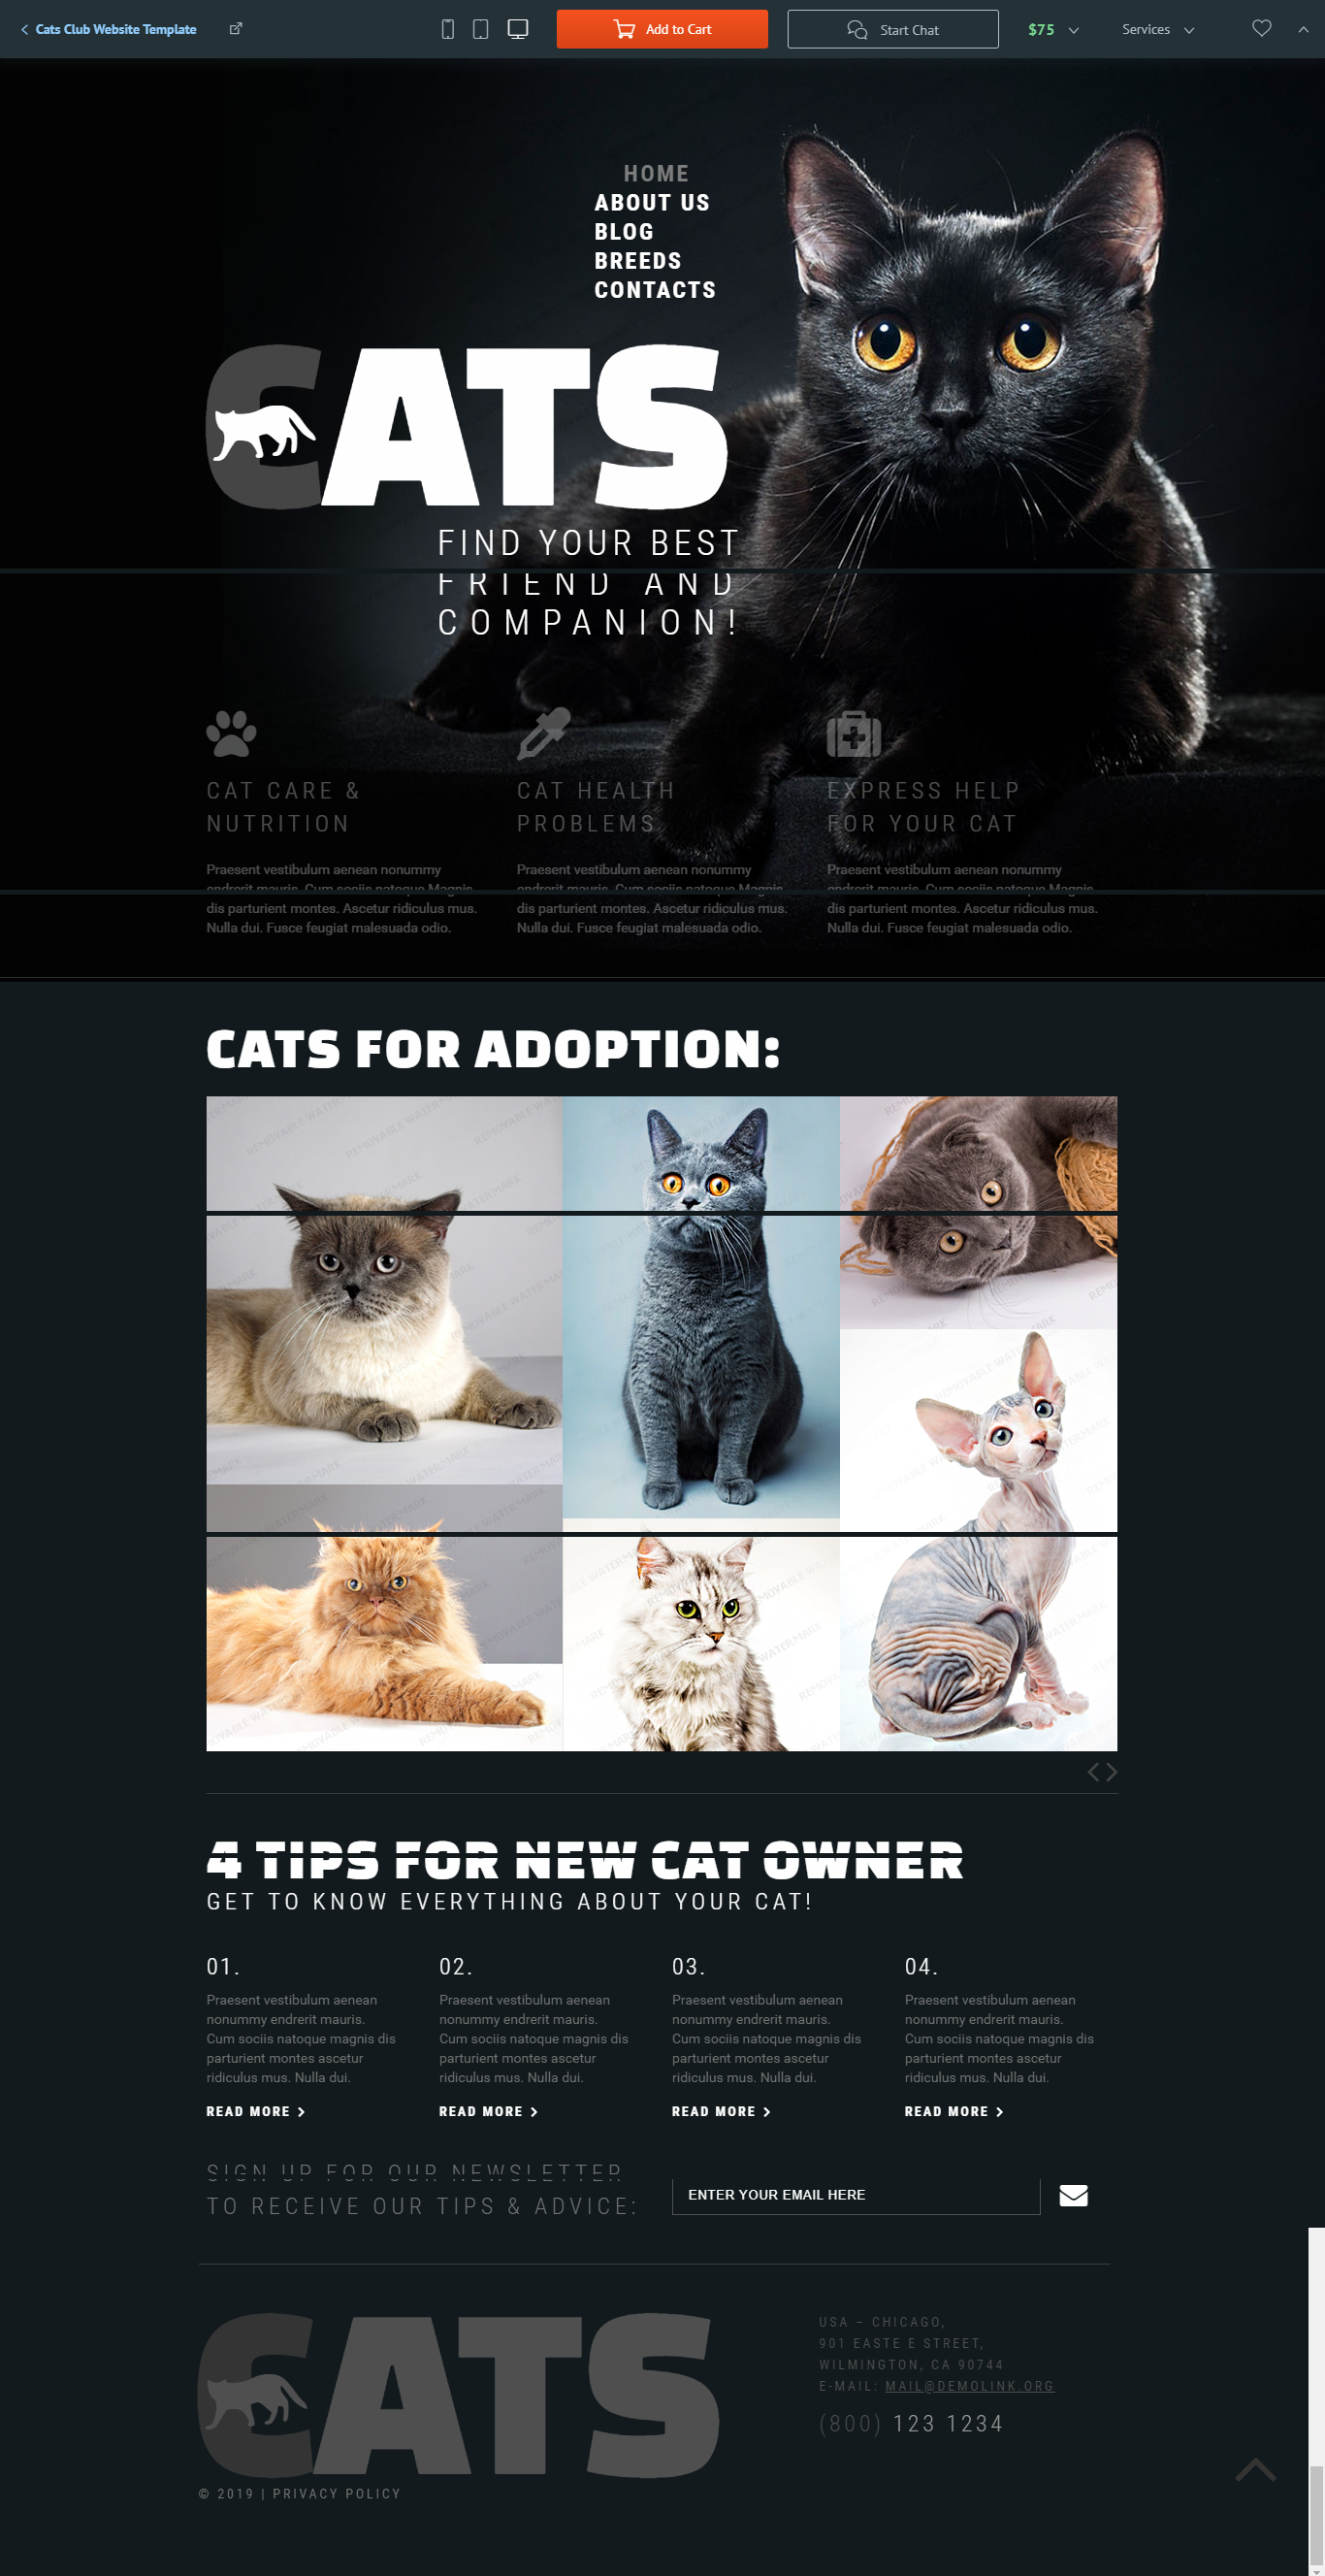 Cats Club Website Template
Add to Cart
Start Chat
$75
Services
HOME
ABOUT US
BLOG
BREEDS
CONTACTS
CATS
FIND YOUR BEST
FRIEND AND
COMPANION!
CAT CARE &
NUTRITION
Praesent vestibulum aenean nonummy
endrerit mauris. Cum sociis natoque Magnis
dis parturient montes. Ascetur ridiculus mus.
Nulla dui. Fusce feugiat malesuada odio.
CAT HEALTH
PROBLEMS
Praesent vestibulum aenean nonummy
endrerit mauris. Cum sociis natoque Magnis
dis parturient montes. Ascetur ridiculus mus.
Nulla dui. Fusce feugiat malesuada odio.
EXPRESS HELP
FOR YOUR CAT
Praesent vestibulum aenean nonummy
endrerit mauris. Cum sociis natoque Magnis
dis parturient montes. Ascetur ridiculus mus.
Nulla dui. Fusce feugiat malesuada odio.
CATS FOR ADOPTION:
REMOVABLE WATERMARK
4 TIPS FOR NEW CAT OWNER
GET TO KNOW EVERYTHING ABOUT YOUR CAT!
01.
Praesent vestibulum aenean
nonummy endrerit mauris.
Cum sociis natoque magnis dis
parturient montes ascetur
ridiculus mus. Nulla dui.
READ MORE
02.
Praesent vestibulum aenean
nonummy endrerit mauris.
Cum sociis natoque magnis dis
parturient montes ascetur
ridiculus mus. Nulla dui.
READ MORE
03.
Praesent vestibulum aenean
nonummy endrerit mauris.
Cum sociis natoque magnis dis
parturient montes ascetur
ridiculus mus. Nulla dui.
READ MORE
04.
Praesent vestibulum aenean
nonummy endrerit mauris.
Cum sociis natoque magnis dis
parturient montes ascetur
ridiculus mus. Nulla dui.
READ MORE
SIGN UP FOR OUR NEWSLETTER
TO RECEIVE OUR TIPS & ADVICE:
ENTER YOUR EMAIL HERE
CATS
© 2019 | PRIVACY POLICY
USA – CHICAGO,
901 EASTE E STREET,
WILMINGTON, CA 90744
E-MAIL: MAIL@DEMOLINK.ORG
(800) 123 1234